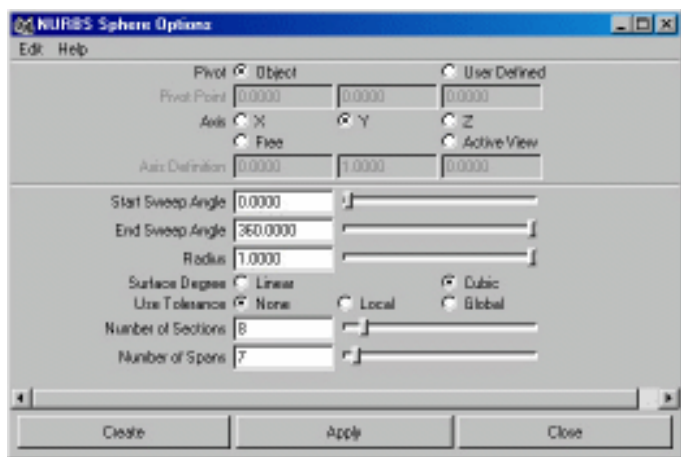 NURBS Sphere Options
Edit Help
Pivot Object User Defined
Pivot Point 0.0000 0.0000 0.0000
Axis X Y Z
Free Active View
Axis Definition 0.0000 1.0000 0.0000
Start Sweep Angle 0.0000
End Sweep Angle 360.0000
Radius 1.0000
Surface Degree Linear Cubic
Use Tolerance None Local Global
Number of Sections 8
Number of Spans 7
Create Apply Close